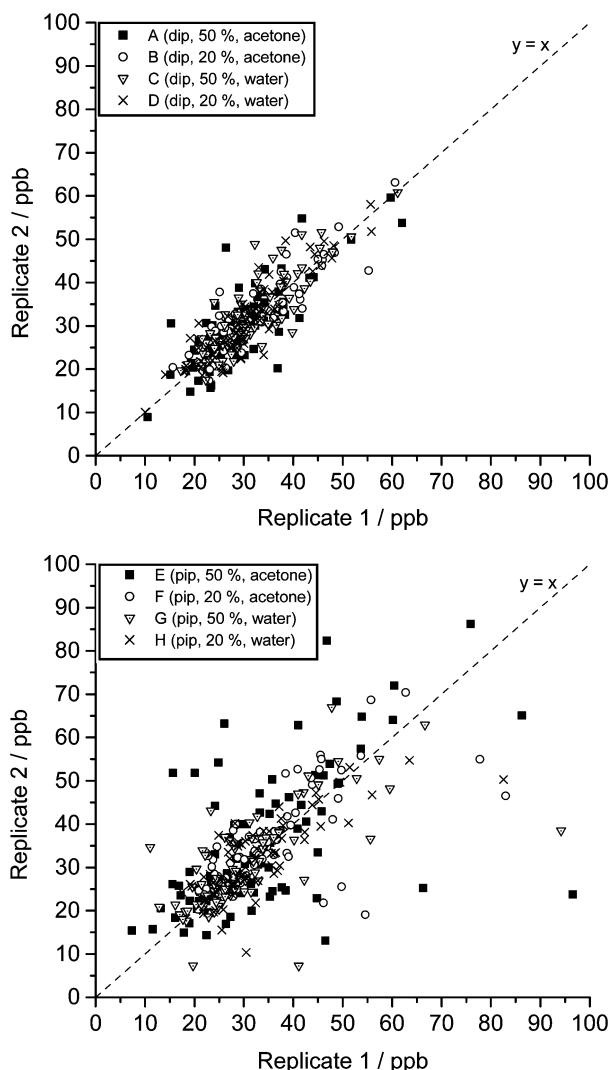 100
90
80
70
60
50
40
30
20
10
0
Replicate 2 / ppb
A (dip, 50 %, acetone)
B (dip, 20 %, acetone)
C (dip, 50 %, water)
D (dip, 20 %, water)
y = x
0 10 20 30 40 50 60 70 80 90 100
Replicate 1 / ppb
100
90
80
70
60
50
40
30
20
10
0
Replicate 2 / ppb
E (pip, 50 %, acetone)
F (pip, 20 %, acetone)
G (pip, 50 %, water)
H (pip, 20 %, water)
y = x
0 10 20 30 40 50 60 70 80 90 100
Replicate 1 / ppb